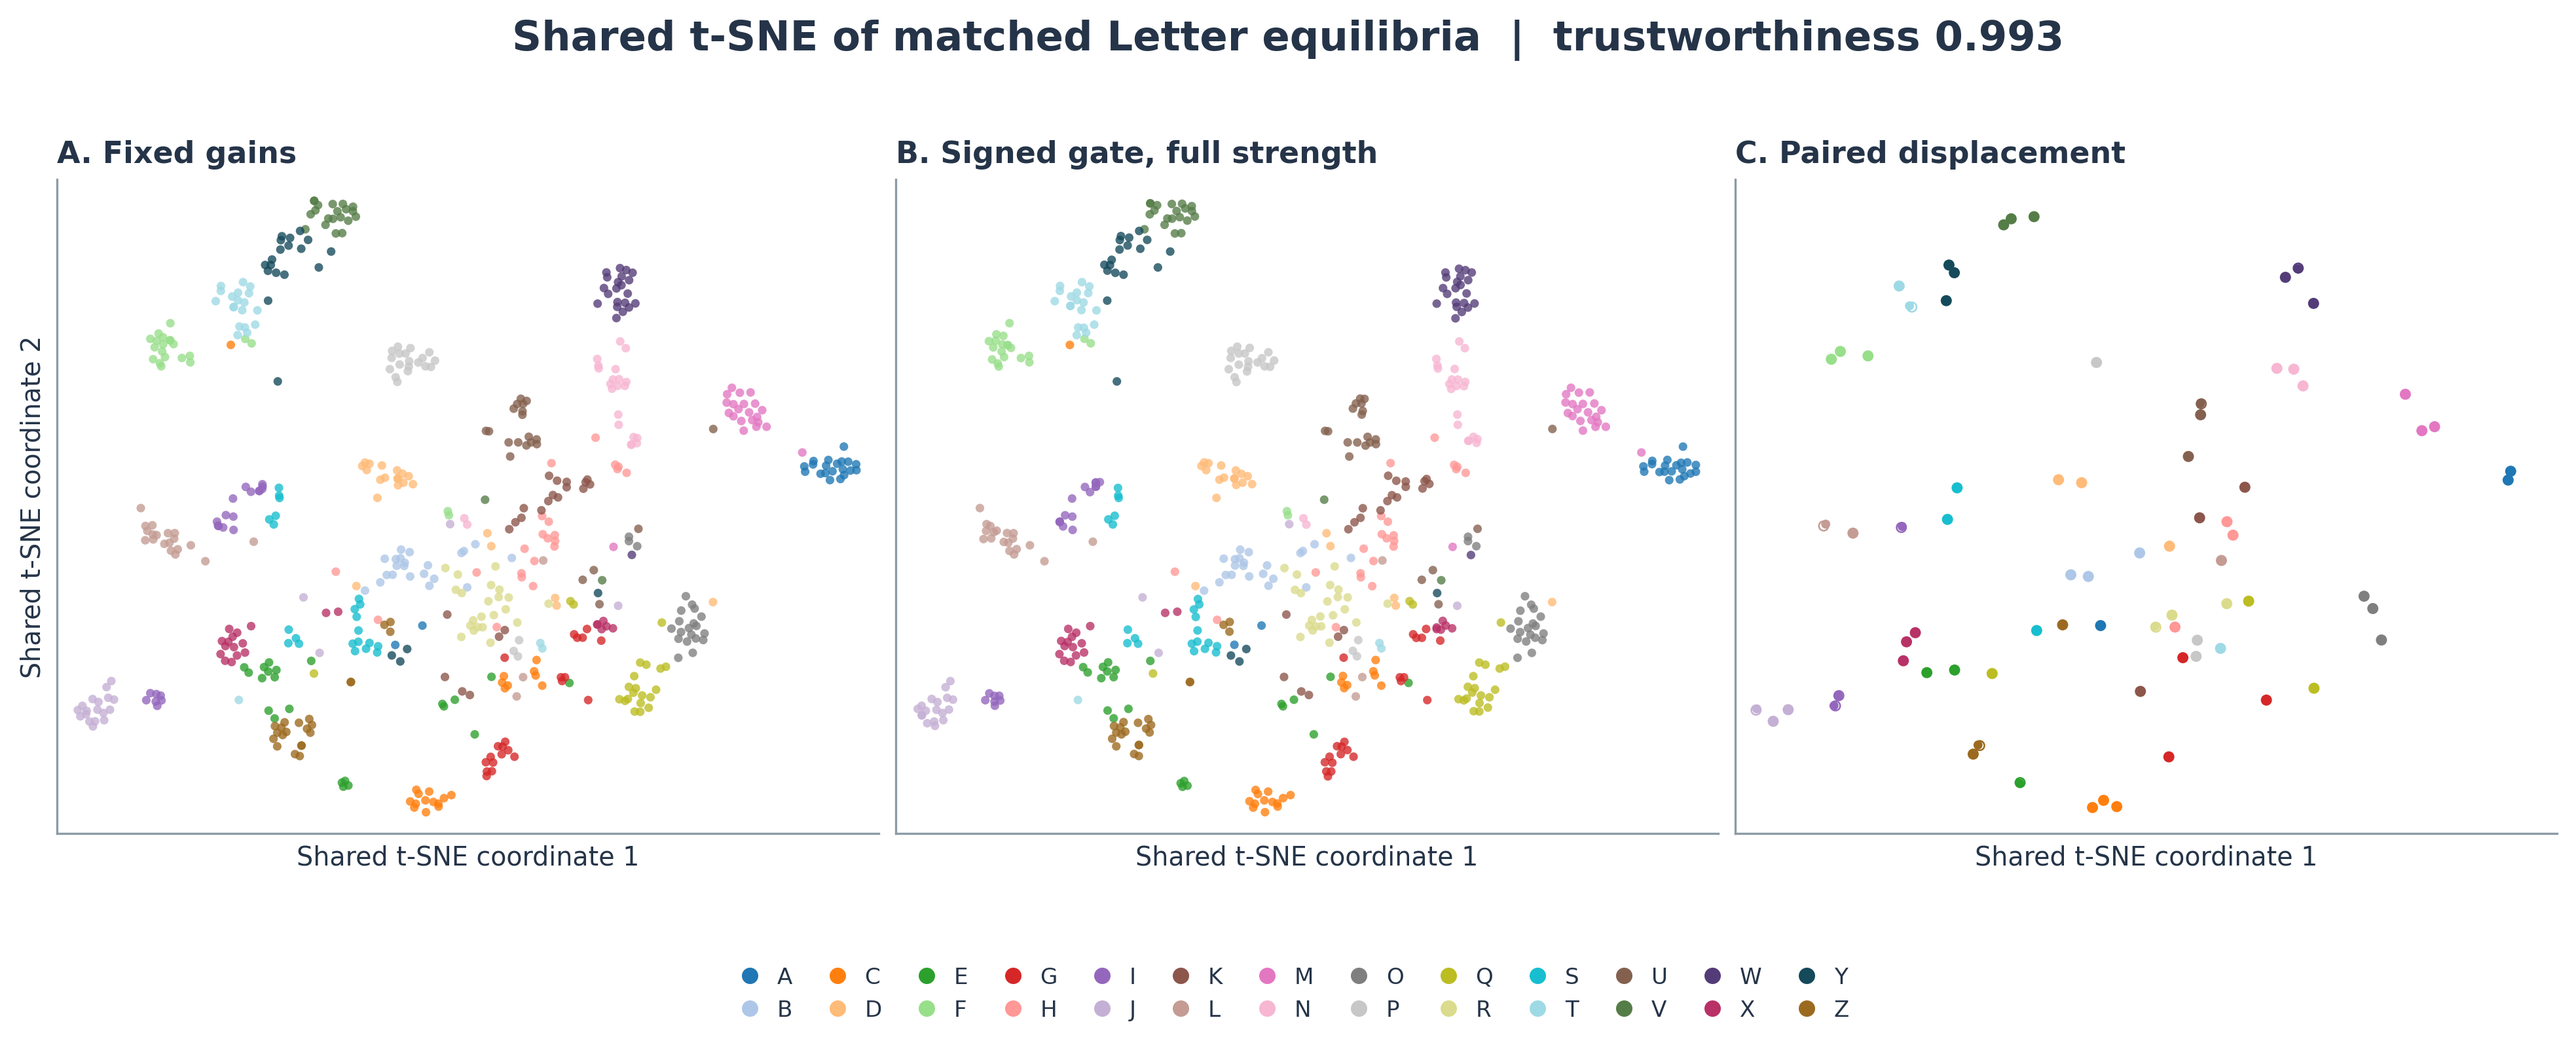 Shared t-SNE of matched Letter equilibria | trustworthiness 0.993
A. Fixed gains
B. Signed gate, full strength
C. Paired displacement
Shared t-SNE coordinate 2
Shared t-SNE coordinate 1
Shared t-SNE coordinate 1
Shared t-SNE coordinate 1
A C E G I K M O Q S U W Y
B D F H J L N P R T V X Z